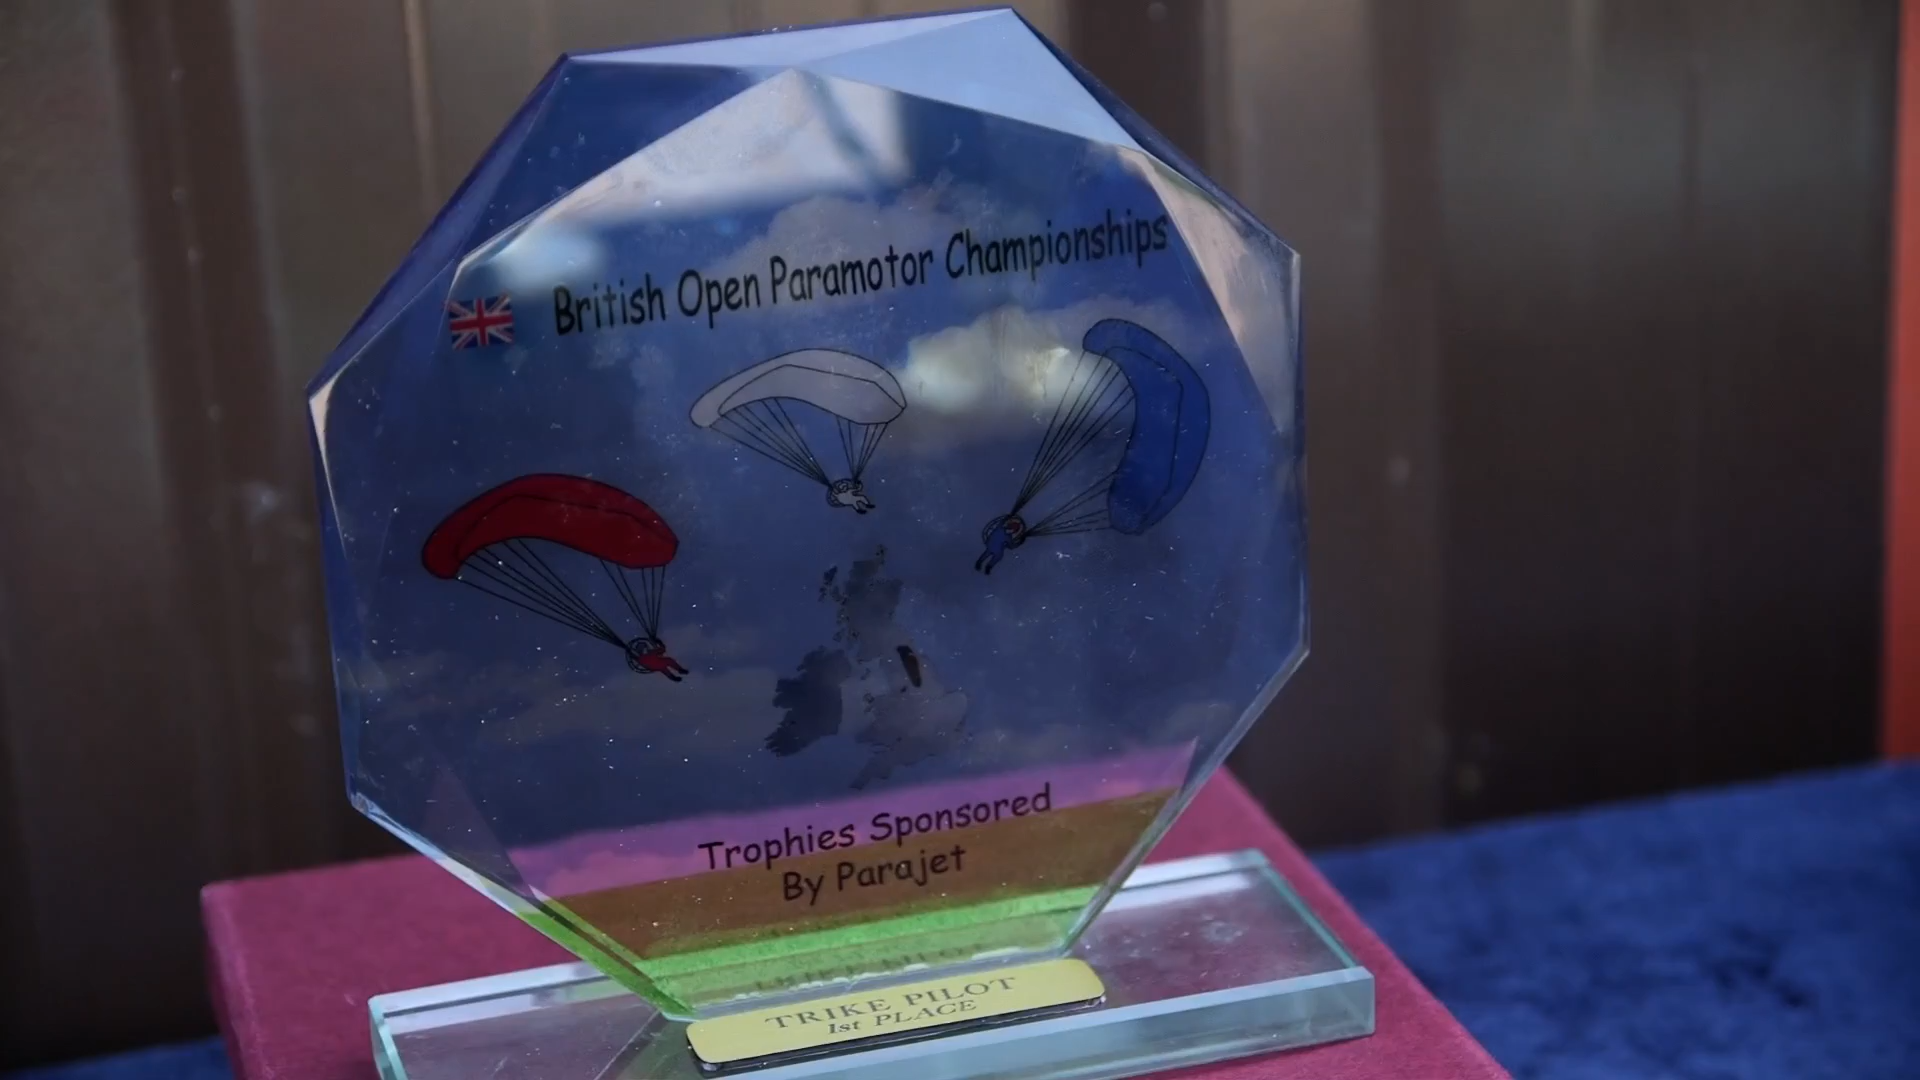 British Open Paramotor Championships
Trophies Sponsored
By Parajet
TRIKE PILOT
1st PLACE